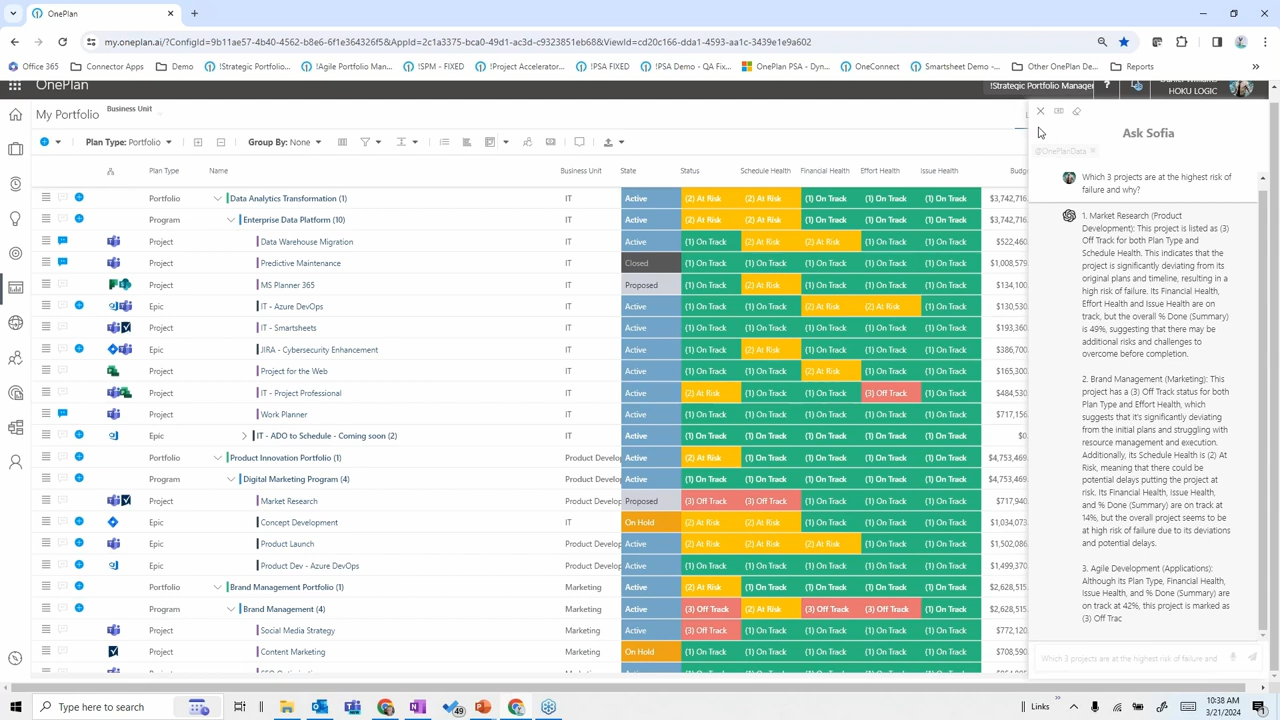 OnePlan
my.oneplan.ai/?ConfigId=9b11ae57-4b40-4562-b8e6-6f1e364326f5&AppId=2c1a3375-bca0-49d1-ac3d-c9323851eb68&ViewId=cd20c166-dda1-4593-aa1c-3439e1e9a602
Office 365 Connector Apps Demo !Strategic Portfolio... !Agile Portfolio Man... !SPM - FIXED !Project Accelerator... !PSA FIXED !PSA Demo - QA Fix... OnePlan PSA - Dyn... OneConnect Smartsheet Demo -... Other OnePlan De... Reports
OnePlan !Strategic Portfolio Manager ?
HOKU LOGIC
My Portfolio Business Unit
Plan Type: Portfolio Group By: None
Plan Type Name Business Unit State Status Schedule Health Financial Health Effort Health Issue Health Budg
Portfolio Data Analytics Transformation (1) IT Active (2) At Risk (2) At Risk (1) On Track (1) On Track (1) On Track $3,742,716
Program Enterprise Data Platform (10) IT Active (2) At Risk (2) At Risk (1) On Track (1) On Track (1) On Track $3,742,716
Project Data Warehouse Migration IT Active (1) On Track (2) At Risk (2) At Risk (1) On Track (1) On Track $522,460
Project Predictive Maintenance IT Closed (1) On Track (1) On Track (1) On Track (1) On Track (1) On Track $1,008,579
Project MS Planner 365 IT Proposed (1) On Track (2) At Risk (1) On Track (1) On Track (1) On Track $134,100
Epic IT - Azure DevOps IT Active (1) On Track (1) On Track (2) At Risk (2) At Risk (1) On Track $130,530
Project IT - Smartsheets IT Active (1) On Track (1) On Track (1) On Track (1) On Track (1) On Track $193,360
Epic JIRA - Cybersecurity Enhancement IT Active (1) On Track (2) At Risk (1) On Track (1) On Track (1) On Track $386,700
Project Project for the Web IT Active (1) On Track (1) On Track (2) At Risk (1) On Track (1) On Track $165,300
Project IT - Project Professional IT Active (2) At Risk (1) On Track (1) On Track (3) Off Track (1) On Track $484,530
Project Work Planner IT Active (1) On Track (1) On Track (1) On Track (1) On Track (1) On Track $717,156
Epic IT - ADO to Schedule - Coming soon (2) IT Active (1) On Track (1) On Track (1) On Track (1) On Track (1) On Track $0
Portfolio Product Innovation Portfolio (1) Product Develop Active (2) At Risk (1) On Track (1) On Track (1) On Track (1) On Track $4,753,469
Program Digital Marketing Program (4) Product Develop Active (1) On Track (1) On Track (1) On Track (1) On Track (1) On Track $4,753,469
Project Market Research Product Develop Proposed (3) Off Track (3) Off Track (1) On Track (1) On Track (1) On Track $717,940
Epic Concept Development IT On Hold (2) At Risk (2) At Risk (1) On Track (1) On Track (1) On Track $1,034,073
Epic Product Launch Product Develop Active (2) At Risk (2) At Risk (2) At Risk (1) On Track (1) On Track $1,502,086
Epic Product Dev - Azure DevOps Product Develop Active (1) On Track (1) On Track (1) On Track (1) On Track (1) On Track $1,499,370
Portfolio Brand Management Portfolio (1) Marketing Active (2) At Risk (1) On Track (1) On Track (1) On Track (1) On Track $2,628,515
Program Brand Management (4) Marketing Active (3) Off Track (2) At Risk (3) Off Track (3) Off Track (1) On Track $2,628,515
Project Social Media Strategy Marketing Active (3) Off Track (1) On Track (1) On Track (1) On Track (1) On Track $772,120
Project Content Marketing Marketing On Hold (1) On Track (1) On Track (1) On Track (1) On Track (1) On Track $708,590
Ask Sofia
@OnePlanData
Which 3 projects are at the highest risk of
failure and why?
1. Market Research (Product
Development): This project is listed as (3)
Off Track for both Plan Type and
Schedule Health. This indicates that the
project is significantly deviating from its
original plans and timeline, resulting in a
high risk of failure. Its Financial Health,
Effort Health and Issue Health are on
track, but the overall % Done (Summary)
is 49%, suggesting that there may be
additional risks and challenges to
overcome before completion.
2. Brand Management (Marketing): This
project has a (3) Off Track status for both
Plan Type and Effort Health, which
suggests that it's significantly deviating
from the initial plans and struggling with
resource management and execution.
Additionally, its Schedule Health is (2) At
Risk, meaning that there could be
potential delays putting the project at
risk. Its Financial Health, Issue Health,
and % Done (Summary) are on track at
14%, but the overall project seems to be
at high risk of failure due to its deviations
and potential delays.
3. Agile Development (Applications):
Although its Plan Type, Financial Health,
Issue Health, and % Done (Summary) are
on track at 42%, this project is marked as
(3) Off Trac
Which 3 projects are at the highest risk of failure and
Type here to search 49 Links 10:38 AM
3/21/2024